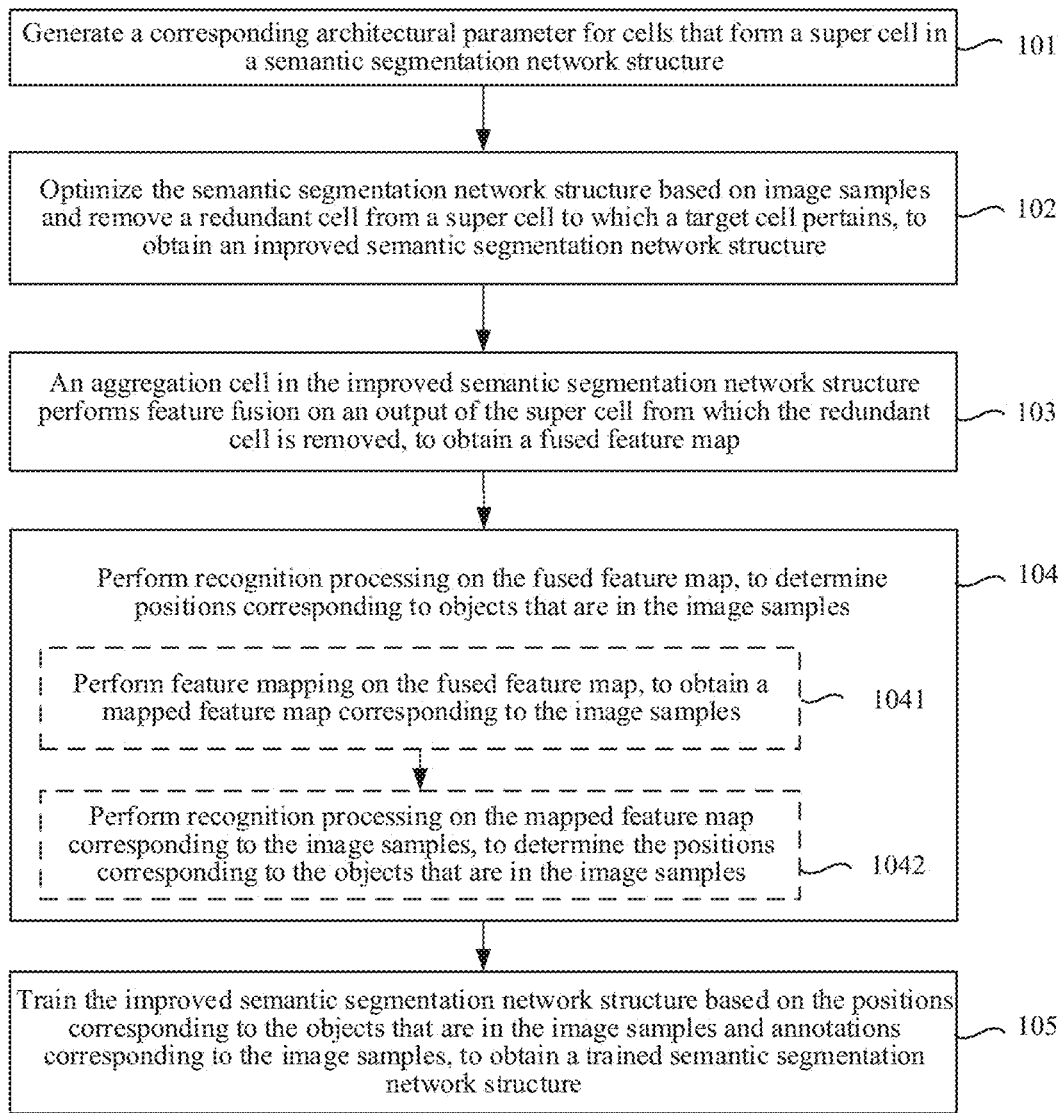 Generate a corresponding architectural parameter for cells that form a super cell in
a semantic segmentation network structure
101
Optimize the semantic segmentation network structure based on image samples
and remove a redundant cell from a super cell to which a target cell pertains, to
obtain an improved semantic segmentation network structure
102
An aggregation cell in the improved semantic segmentation network structure
performs feature fusion on an output of the super cell from which the redundant
cell is removed, to obtain a fused feature map
103
Perform recognition processing on the fused feature map, to determine
positions corresponding to objects that are in the image samples
104
Perform feature mapping on the fused feature map, to obtain a
mapped feature map corresponding to the image samples
1041
Perform recognition processing on the mapped feature map
corresponding to the image samples, to determine the positions
corresponding to the objects that are in the image samples
1042
Train the improved semantic segmentation network structure based on the positions
corresponding to the objects that are in the image samples and annotations
corresponding to the image samples, to obtain a trained semantic segmentation
network structure
105